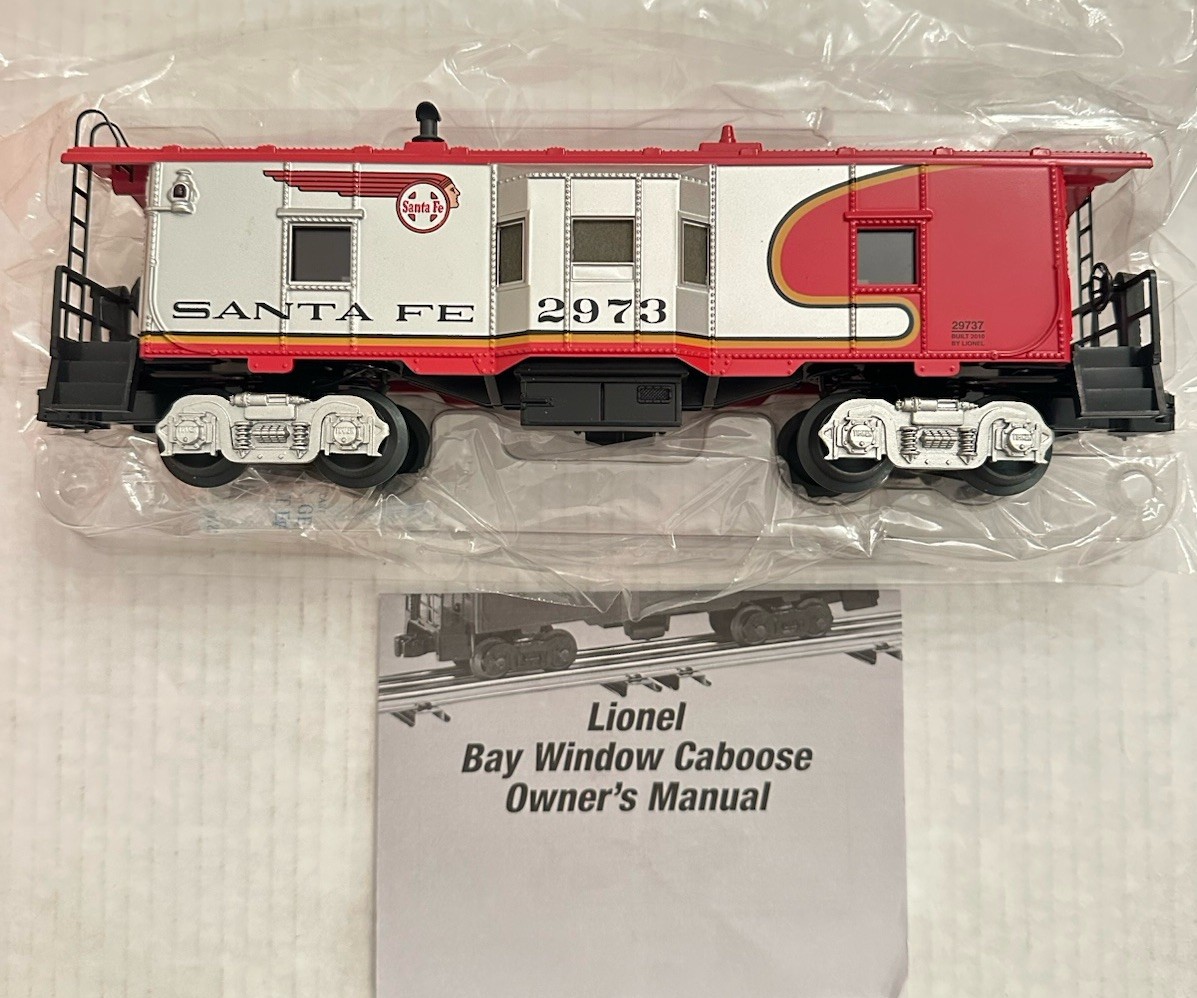 Santa Fe
SANTA FE 2973
29737
BUILT 2010
BY LIONEL
Lionel
Bay Window Caboose
Owner's Manual